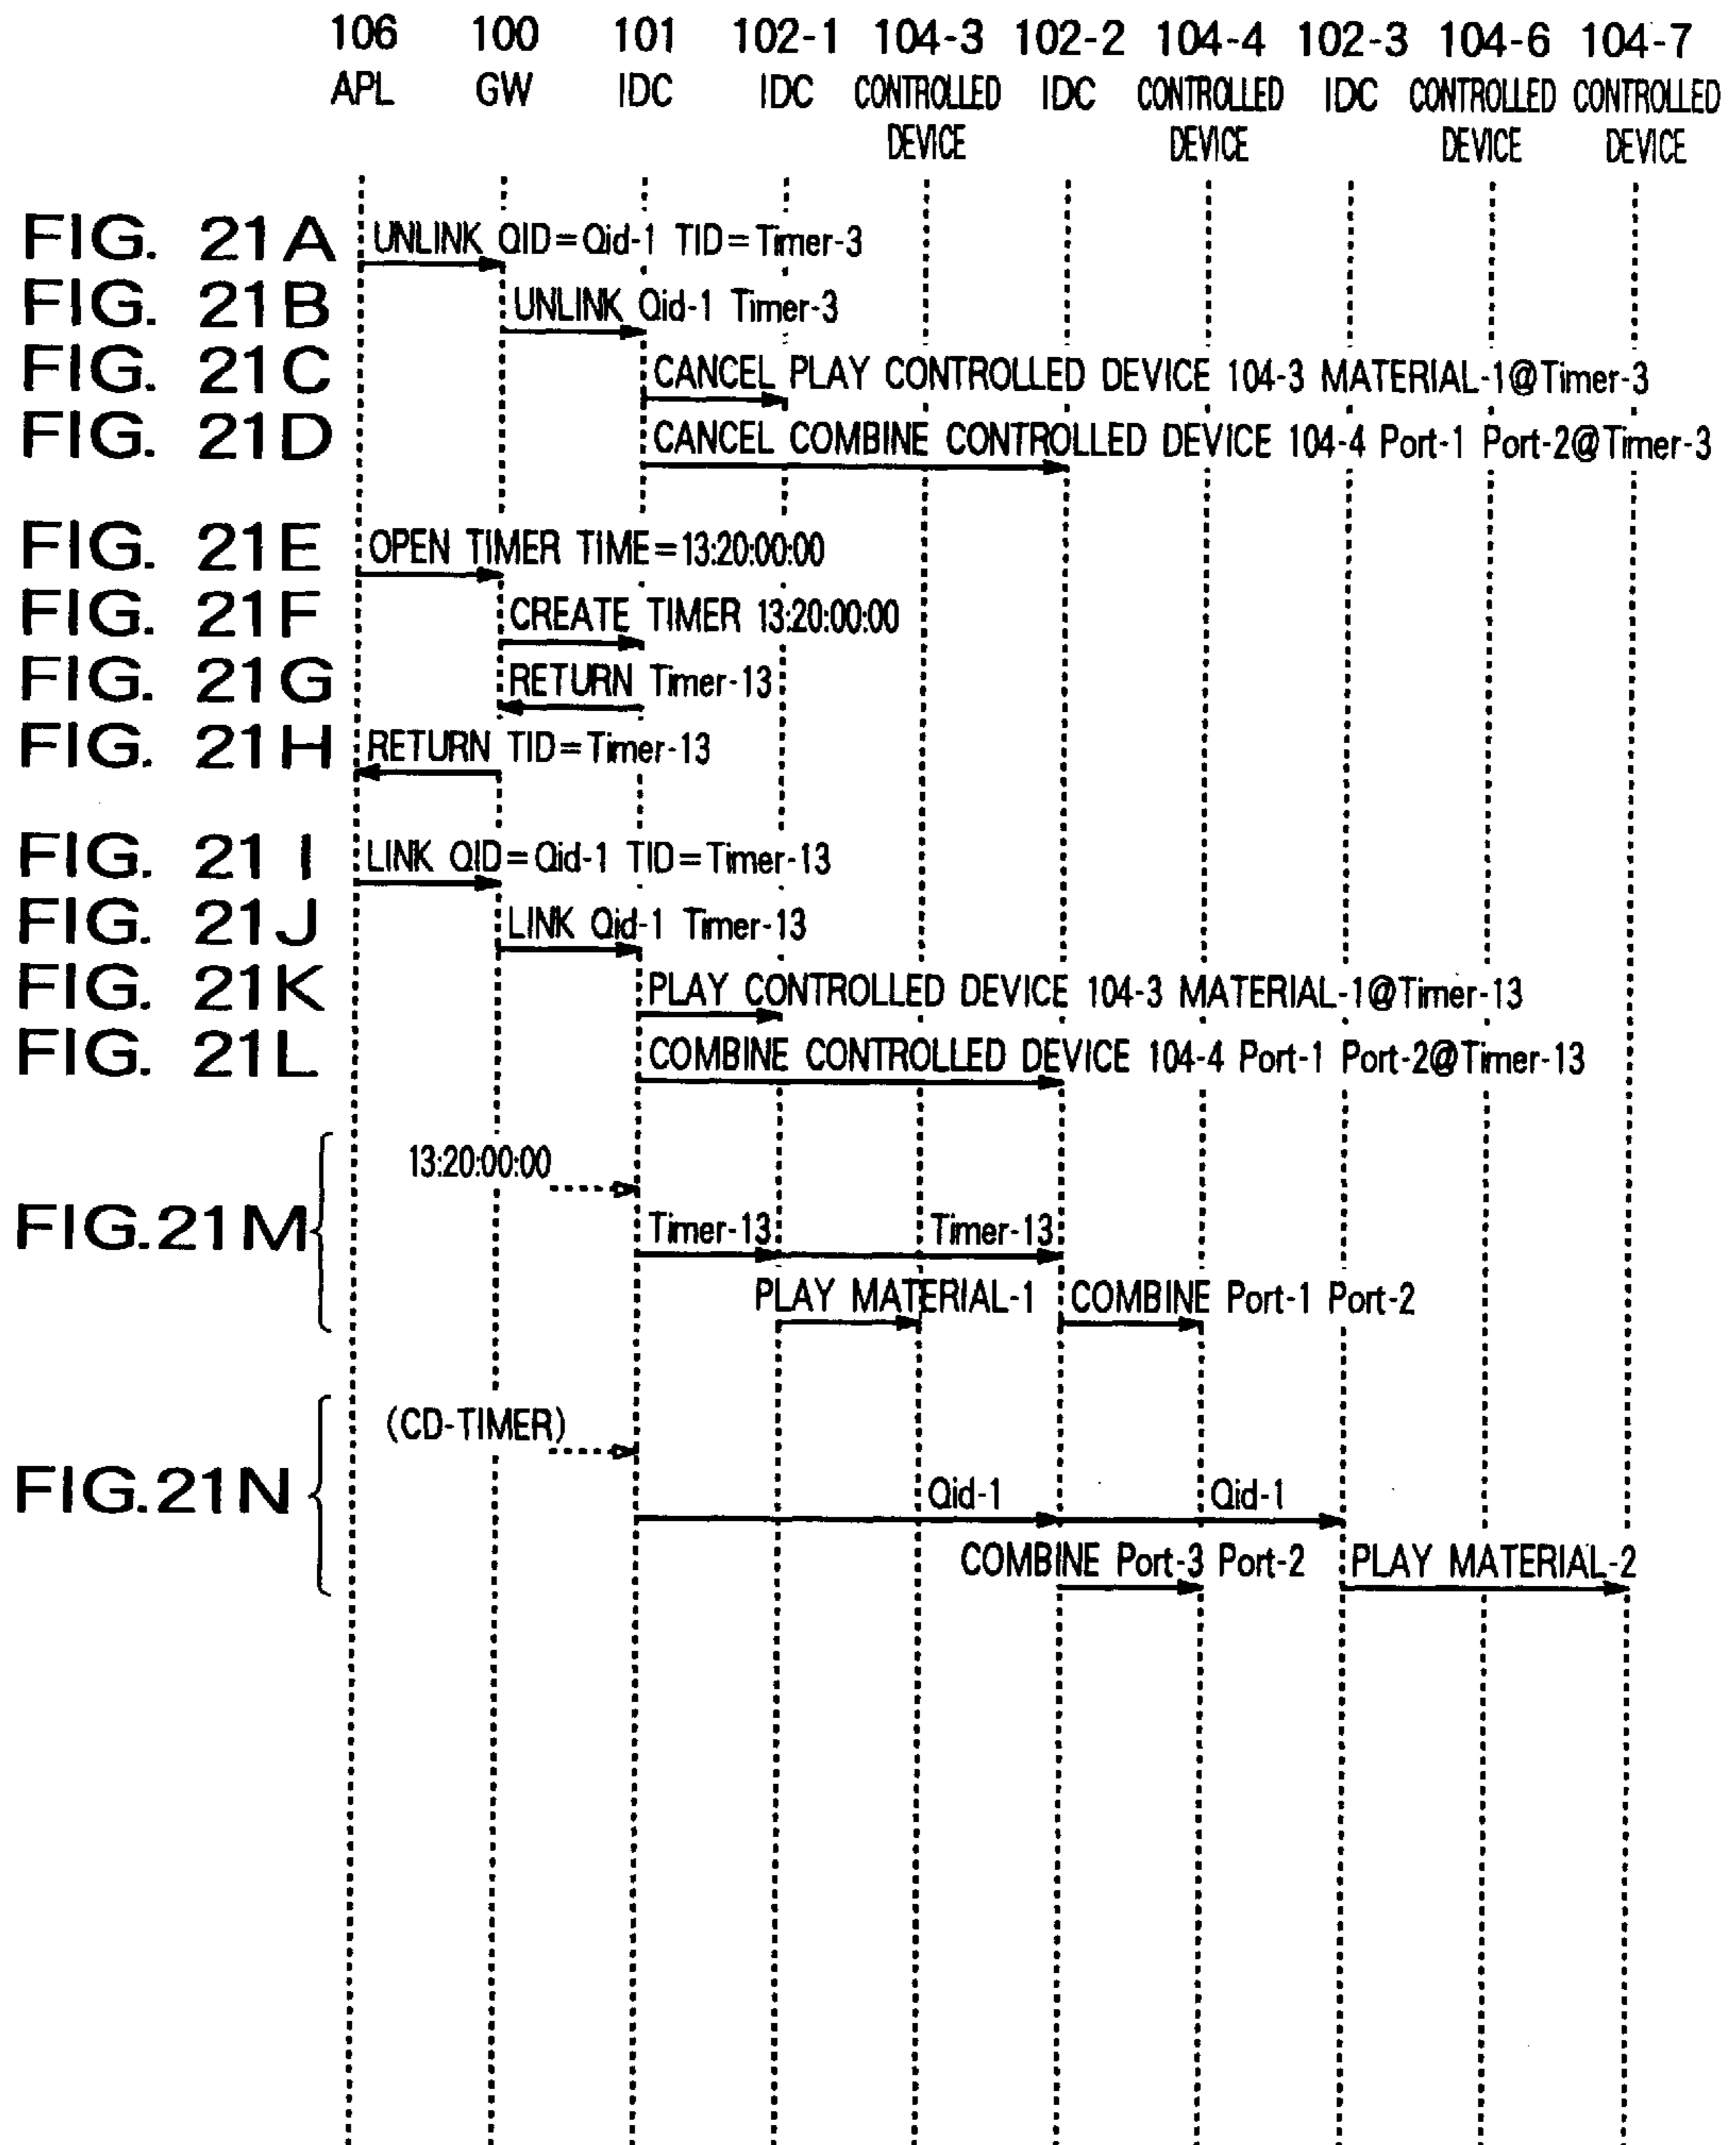 106 100 101 102-1 104-3 102-2 104-4 102-3 104-6 104-7
APL GW IDC IDC CONTROLLED IDC CONTROLLED IDC CONTROLLED CONTROLLED
DEVICE DEVICE DEVICE DEVICE
FIG. 21A UNLINK QID=Qid-1 TID=Timer-3
FIG. 21B UNLINK Qid-1 Timer-3
FIG. 21C CANCEL PLAY CONTROLLED DEVICE 104-3 MATERIAL-1@Timer-3
FIG. 21D CANCEL COMBINE CONTROLLED DEVICE 104-4 Port-1 Port-2@Timer-3
FIG. 21E OPEN TIMER TIME=13:20:00:00
FIG. 21F CREATE TIMER 13:20:00:00
FIG. 21G RETURN Timer-13
FIG. 21H RETURN TID=Timer-13
FIG. 21I LINK QID=Qid-1 TID=Timer-13
FIG. 21J LINK Qid-1 Timer-13
FIG. 21K PLAY CONTROLLED DEVICE 104-3 MATERIAL-1@Timer-13
FIG. 21L COMBINE CONTROLLED DEVICE 104-4 Port-1 Port-2@Timer-13
13:20:00:00
FIG.21M Timer-13 Timer-13
PLAY MATERIAL-1 COMBINE Port-1 Port-2
(CD-TIMER)
FIG.21N Qid-1 Qid-1
COMBINE Port-3 Port-2 PLAY MATERIAL-2